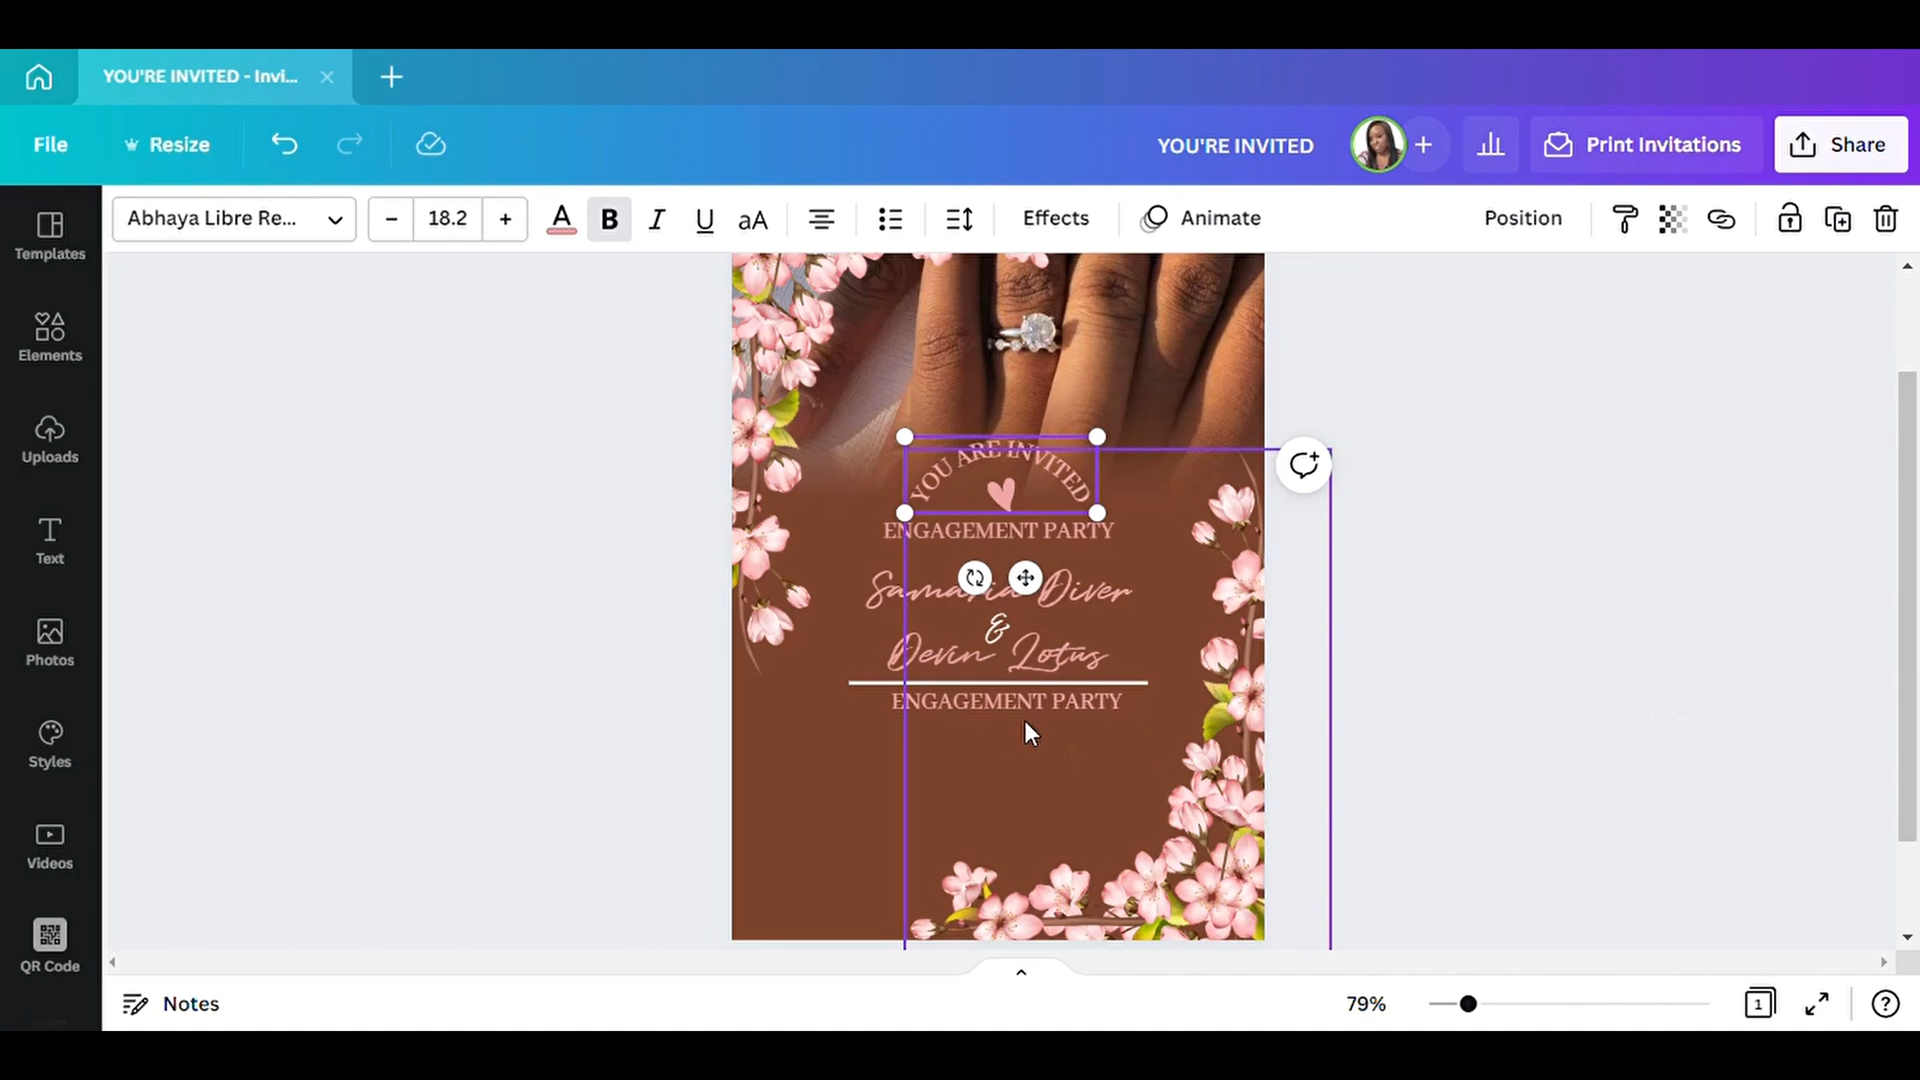 YOU'RE INVITED - Invi...
File
Resize
YOU'RE INVITED
Print Invitations
Share
Abhaya Libre Re...
18.2
A
B
I
U
aA
Effects
Animate
Position
Templates
Elements
Uploads
Text
Photos
Styles
Videos
QR Code
YOU ARE INVITED
ENGAGEMENT PARTY
Samaria Diver
&
Devin Lotus
ENGAGEMENT PARTY
Notes
79%
1